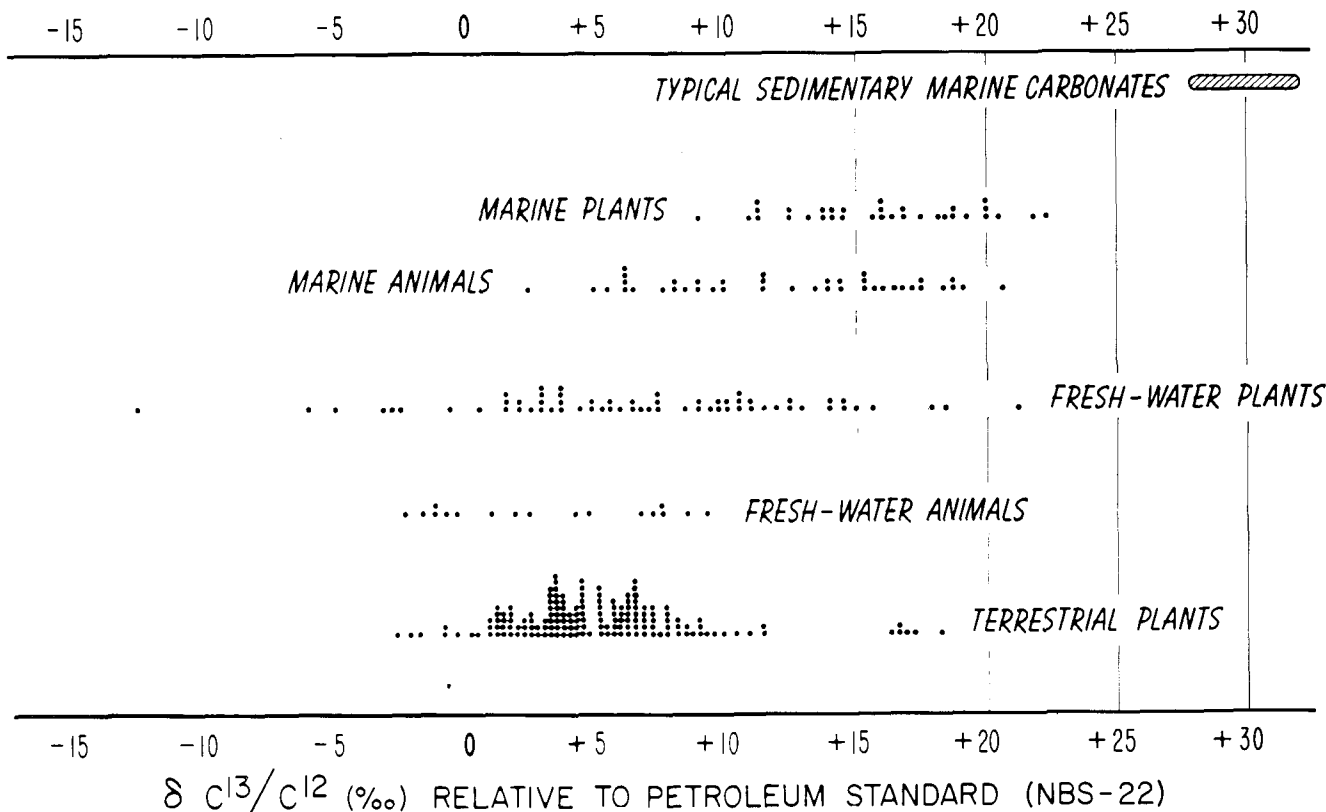 -15 -10 -5 0 +5 +10 +15 +20 +25 +30
TYPICAL SEDIMENTARY MARINE CARBONATES
MARINE PLANTS
MARINE ANIMALS
FRESH-WATER PLANTS
FRESH-WATER ANIMALS
TERRESTRIAL PLANTS
-15 -10 -5 0 +5 +10 +15 +20 +25 +30
δ C¹³/C¹² (‰) RELATIVE TO PETROLEUM STANDARD (NBS-22)